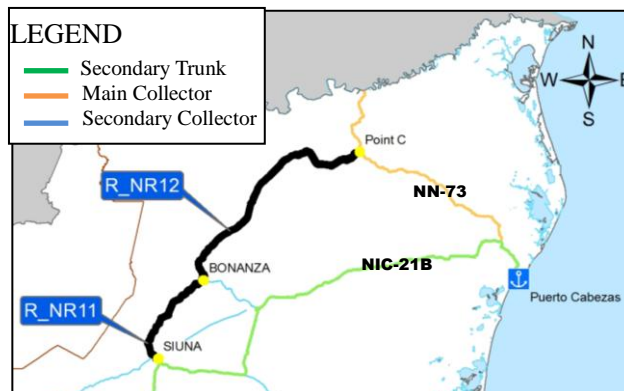 LEGEND
Secondary Trunk
Main Collector
Secondary Collector
N
W E
S
Point C
R_NR12
NN-73
BONANZA
NIC-21B
Puerto Cabezas
R_NR11
SIUNA